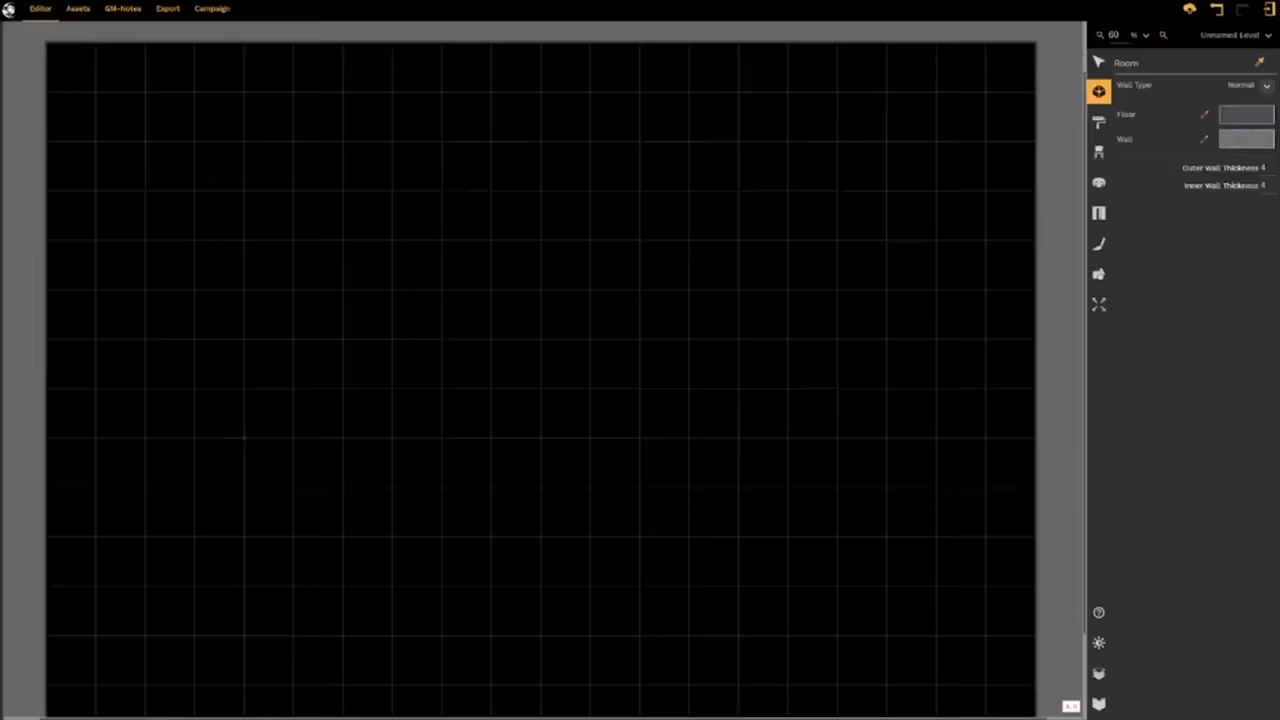 Editor Assets GM-Notes Export Campaign
60 % Unnamed Level
Room
Wall Type Normal
Floor
Wall
Outer Wall Thickness 4
Inner Wall Thickness 4